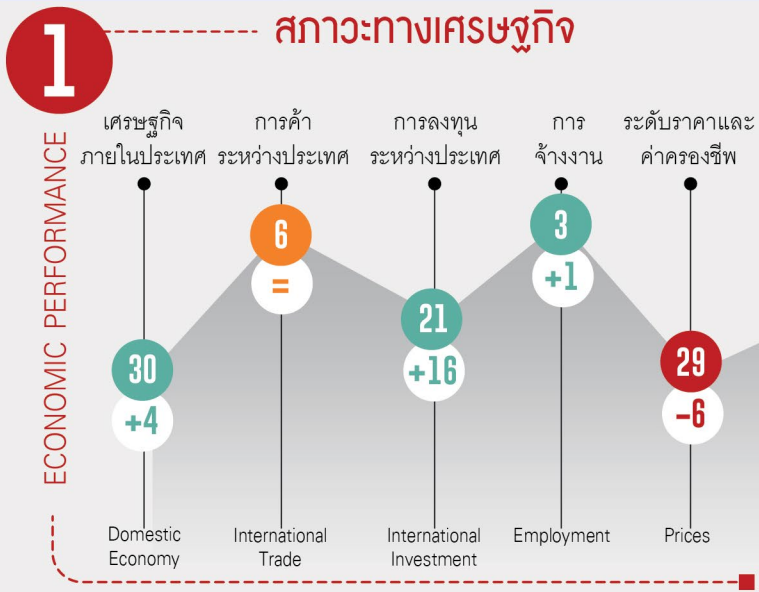 1
สภาวะทางเศรษฐกิจ
ECONOMIC PERFORMANCE
เศรษฐกิจ
ภายในประเทศ
การค้า
ระหว่างประเทศ
การลงทุน
ระหว่างประเทศ
การ
จ้างงาน
ระดับราคาและ
ค่าครองชีพ
30
+4
6
=
21
+16
3
+1
29
-6
Domestic
Economy
International
Trade
International
Investment
Employment
Prices